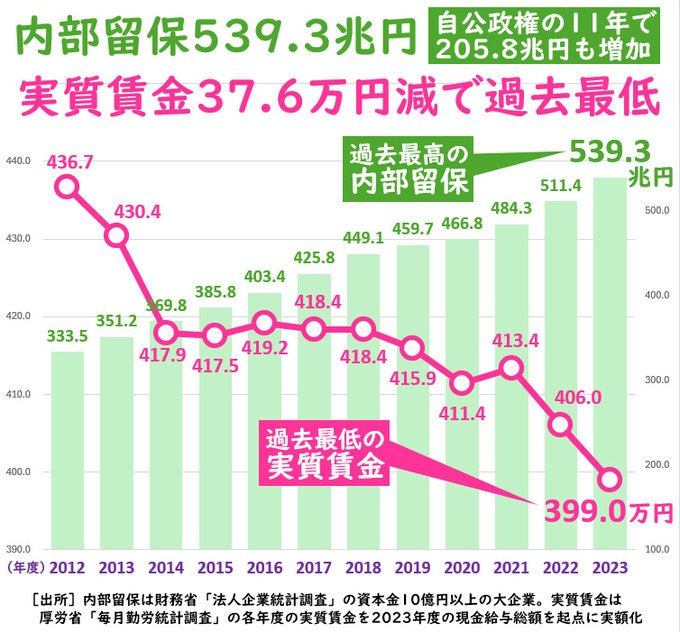 内部留保539.3兆円
自公政権の11年で
205.8兆円も増加
実質賃金37.6万円減で過去最低
過去最高の
内部留保
539.3
兆円
440.0
430.0
420.0
410.0
400.0
390.0
500.0
400.0
300.0
200.0
100.0
333.5
351.2
369.8
385.8
403.4
425.8
449.1
459.7
466.8
484.3
511.4
436.7
430.4
417.9
417.5
419.2
418.4
418.4
415.9
411.4
413.4
406.0
過去最低の
実質賃金
399.0万円
(年度) 2012 2013 2014 2015 2016 2017 2018 2019 2020 2021 2022 2023
[出所]内部留保は財務省「法人企業統計調査」の資本金10億円以上の大企業。実質賃金は
厚労省「毎月勤労統計調査」の各年度の実質賃金を2023年度の現金給与総額を起点に実額化